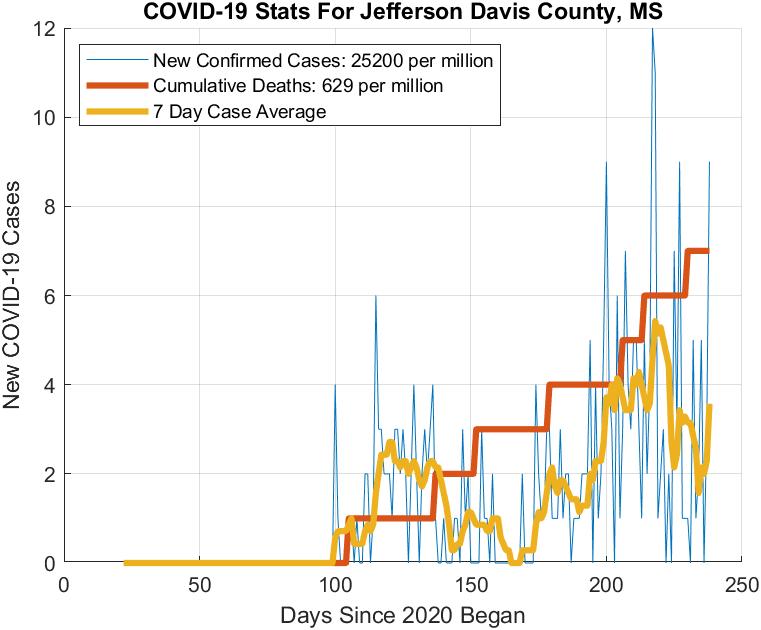 COVID-19 Stats For Jefferson Davis County, MS
New Confirmed Cases: 25200 per million
Cumulative Deaths: 629 per million
7 Day Case Average
New COVID-19 Cases
12
10
8
6
4
2
0
0 50 100 150 200 250
Days Since 2020 Began